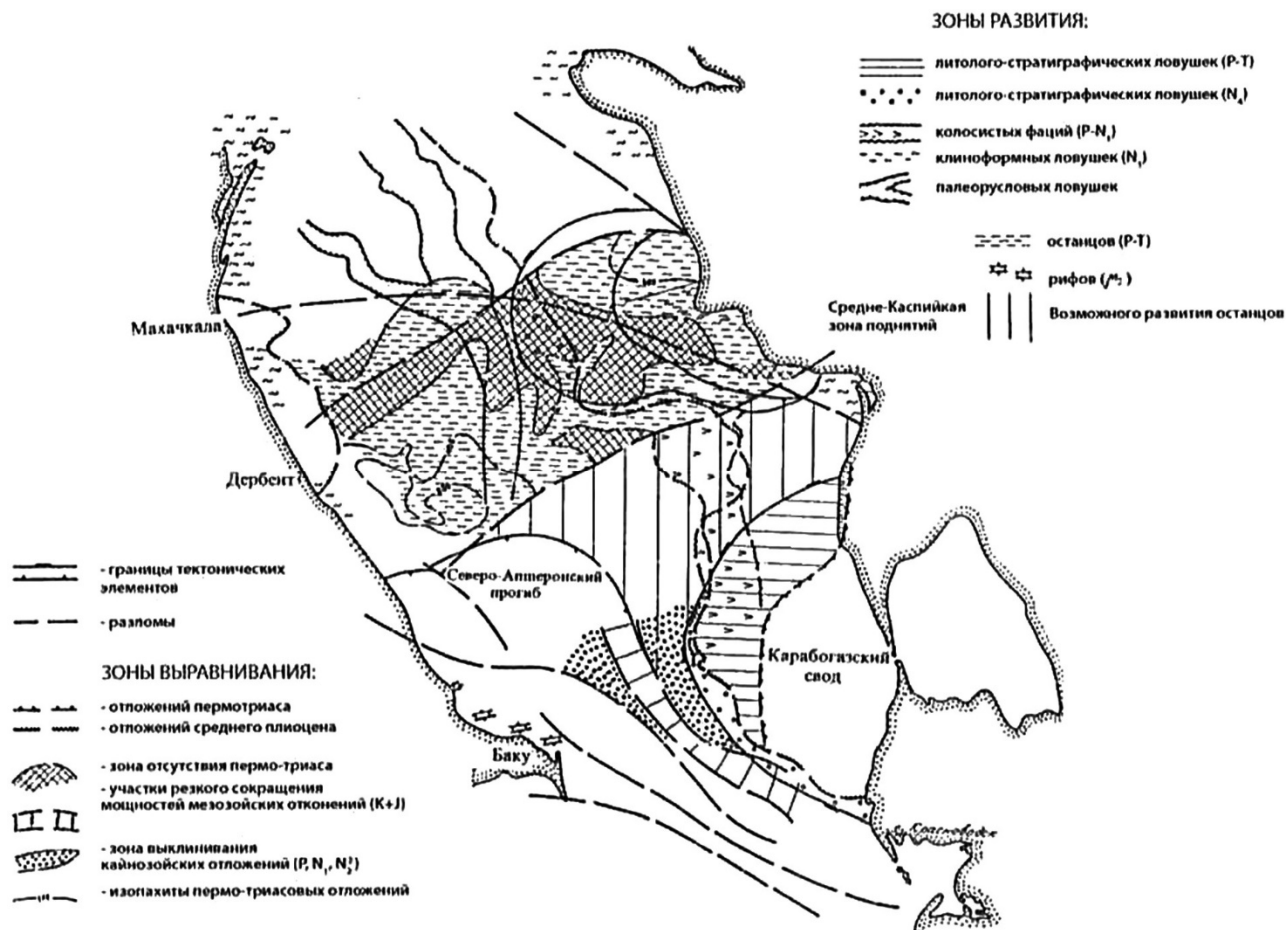 ЗОНЫ РАЗВИТИЯ:
литолого-стратиграфических ловушек (Р-Т)
литолого-стратиграфических ловушек (N₄)
колосистых фаций (Р-N₁)
клиноформных ловушек (N₁)
палеорусловых ловушек
останцов (Р-Т)
рифов
Возможного развития останцов
Средне-Каспийкая
зона поднятий
Махачкала
Дербент
Северо-Апшеронский
прогиб
Карабогазский
свод
Баку
- границы тектонических
элементов
- разломы
ЗОНЫ ВЫРАВНИВАНИЯ:
- отложений пермотриаса
- отложений среднего плиоцена
- зона отсутствия пермо-триаса
- участки резкого сокращения
мощностей мезозойских отконений (K+J)
- зона выклинивания
кайнозойских отложений (P, N₁, N₂³)
- изопахиты пермо-триасовых отложений